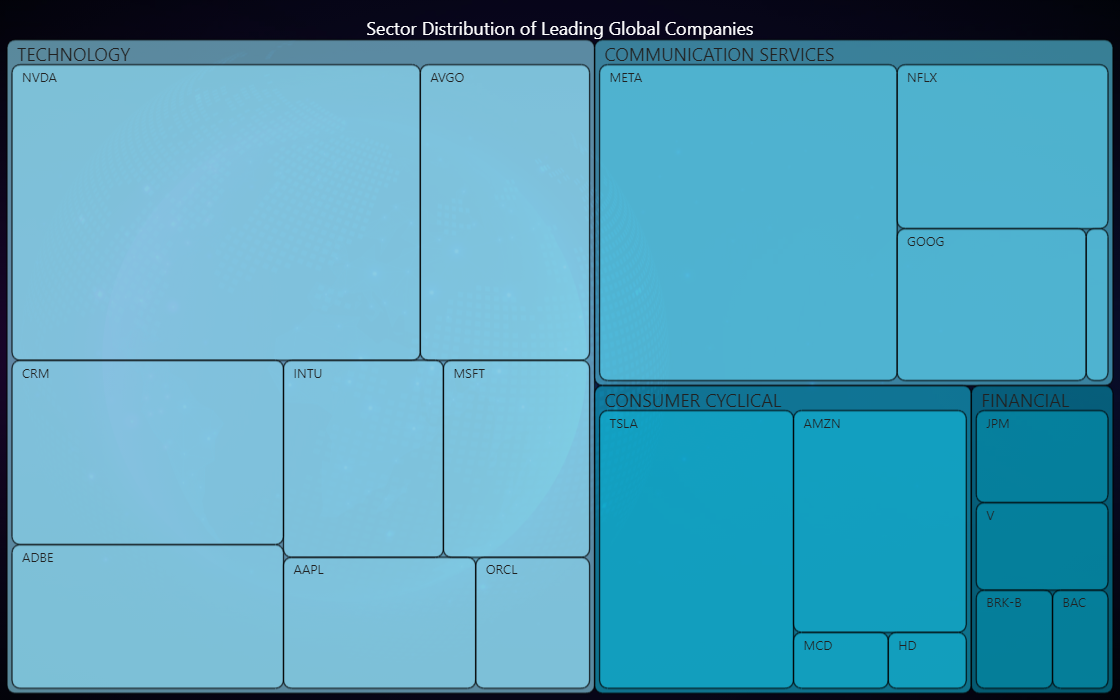 Sector Distribution of Leading Global Companies
TECHNOLOGY
NVDA
AVGO
CRM
INTU
MSFT
ADBE
AAPL
ORCL
COMMUNICATION SERVICES
META
NFLX
GOOG
CONSUMER CYCLICAL
TSLA
AMZN
MCD
HD
FINANCIAL
JPM
V
BRK-B
BAC